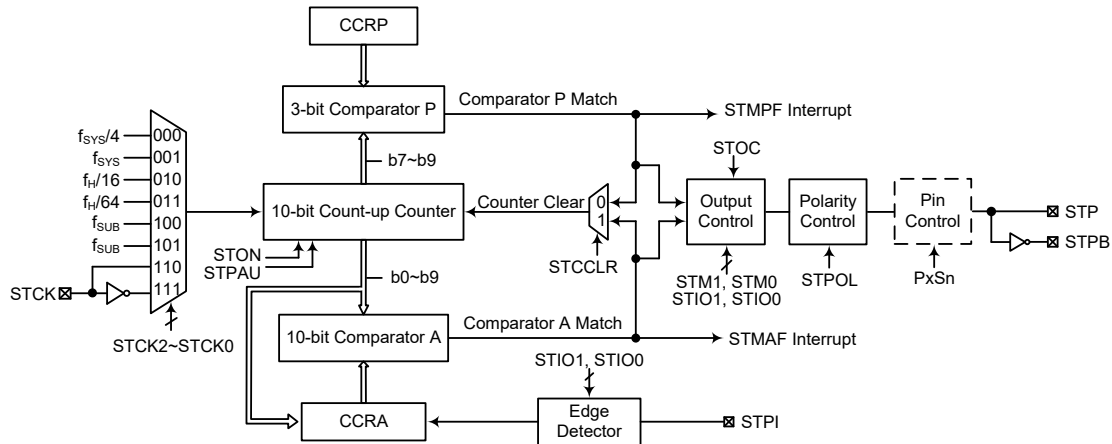 CCRP
3-bit Comparator P
Comparator P Match
STMPF Interrupt
fSYS/4
000
fSYS
001
fH/16
010
fH/64
011
fSUB
100
fSUB
101
110
111
STCK
STCK2~STCK0
b7~b9
10-bit Count-up Counter
Counter Clear
0
1
STCCLR
STON
STPAU
b0~b9
STOC
Output
Control
STM1, STM0
STIO1, STIO0
Polarity
Control
STPOL
Pin
Control
PxSn
STP
STPB
10-bit Comparator A
Comparator A Match
STMAF Interrupt
STIO1, STIO0
CCRA
Edge
Detector
STPI